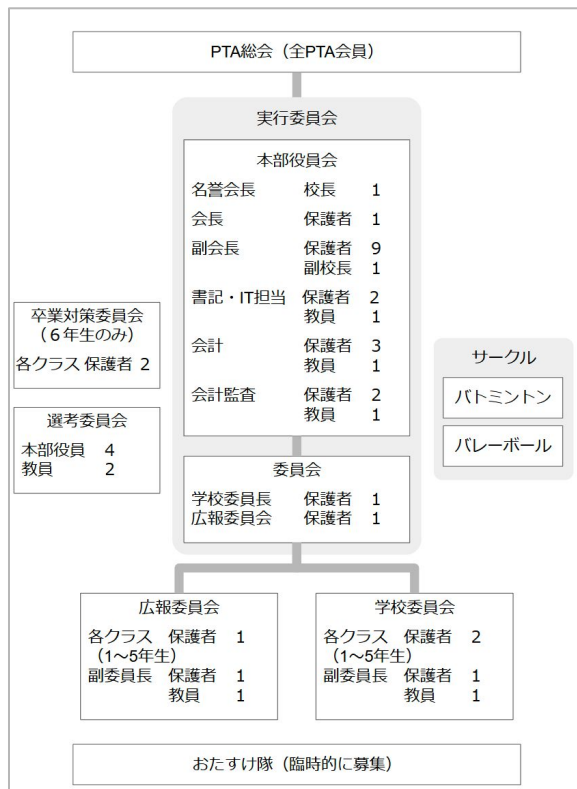 PTA総会（全PTA会員）
実行委員会
本部役員会
名誉会長 校長 1
会長 保護者 1
副会長 保護者 9
副校長 1
書記・IT担当 保護者 2
教員 1
会計 保護者 3
教員 1
会計監査 保護者 2
教員 1
委員会
学校委員長 保護者 1
広報委員会 保護者 1
卒業対策委員会
（６年生のみ）
各クラス 保護者 2
選考委員会
本部役員 4
教員 2
サークル
バトミントン
バレーボール
広報委員会
各クラス 保護者 1
（1～5年生）
副委員長 保護者 1
教員 1
学校委員会
各クラス 保護者 2
（1～5年生）
副委員長 保護者 1
教員 1
おたすけ隊（臨時的に募集）